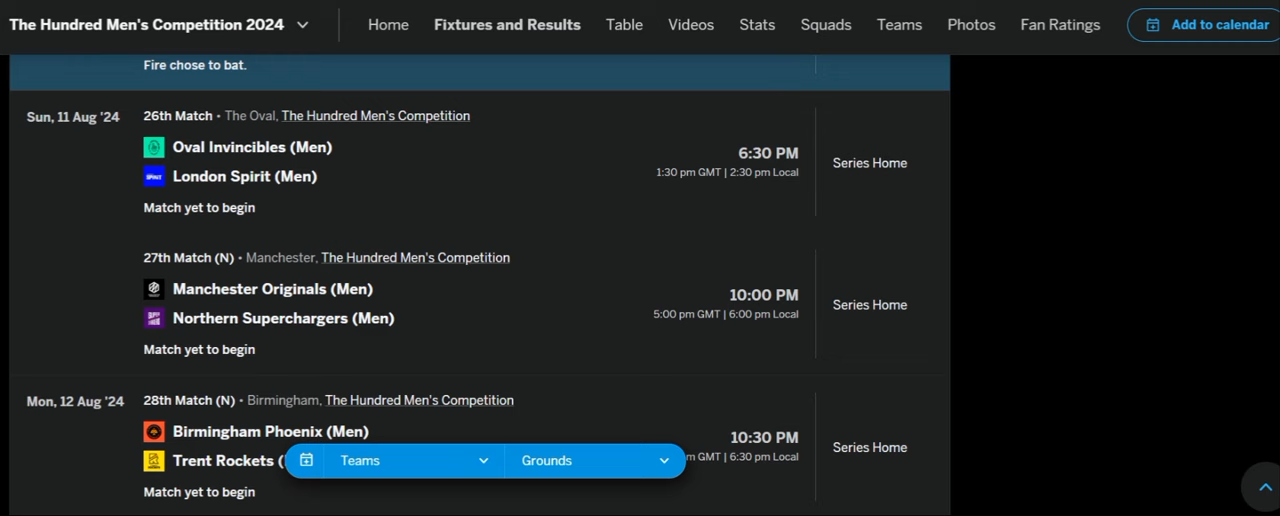 The Hundred Men's Competition 2024
Home Fixtures and Results Table Videos Stats Squads Teams Photos Fan Ratings Add to calendar
Fire chose to bat.
Sun, 11 Aug '24
26th Match • The Oval, The Hundred Men's Competition
Oval Invincibles (Men)
London Spirit (Men)
Match yet to begin
6:30 PM
1:30 pm GMT | 2:30 pm Local
Series Home
27th Match (N) • Manchester, The Hundred Men's Competition
Manchester Originals (Men)
Northern Superchargers (Men)
Match yet to begin
10:00 PM
5:00 pm GMT | 6:00 pm Local
Series Home
Mon, 12 Aug '24
28th Match (N) • Birmingham, The Hundred Men's Competition
Birmingham Phoenix (Men)
Trent Rockets (
Match yet to begin
10:30 PM
m GMT | 6:30 pm Local
Series Home
Teams Grounds